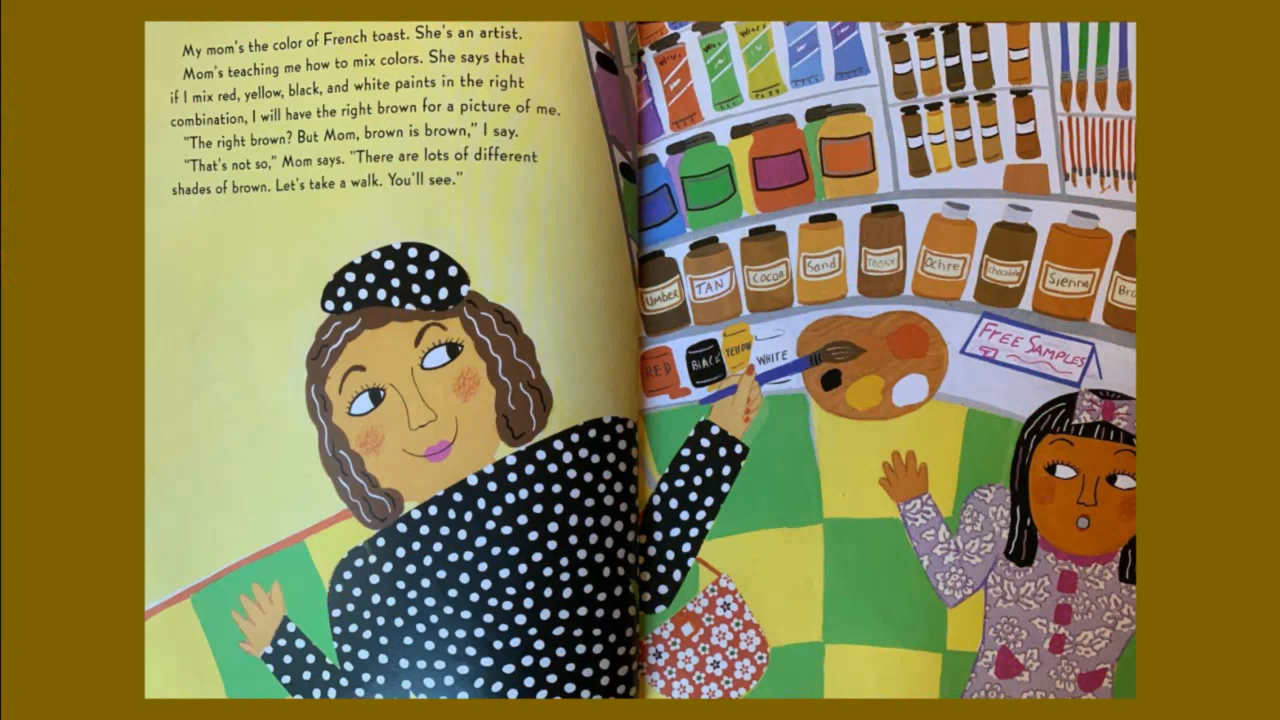 My mom's the color of French toast. She's an artist.
Mom's teaching me how to mix colors. She says that
if I mix red, yellow, black, and white paints in the right
combination, I will have the right brown for a picture of me.
"The right brown? But Mom, brown is brown," I say.
"That's not so," Mom says. "There are lots of different
shades of brown. Let's take a walk. You'll see."
UMBER
TAN
COCOA
Sand
TOAST
Ochre
chocolate
Sienna
Bro
RED
BLACK
YELLOW
WHITE
FREE SAMPLES